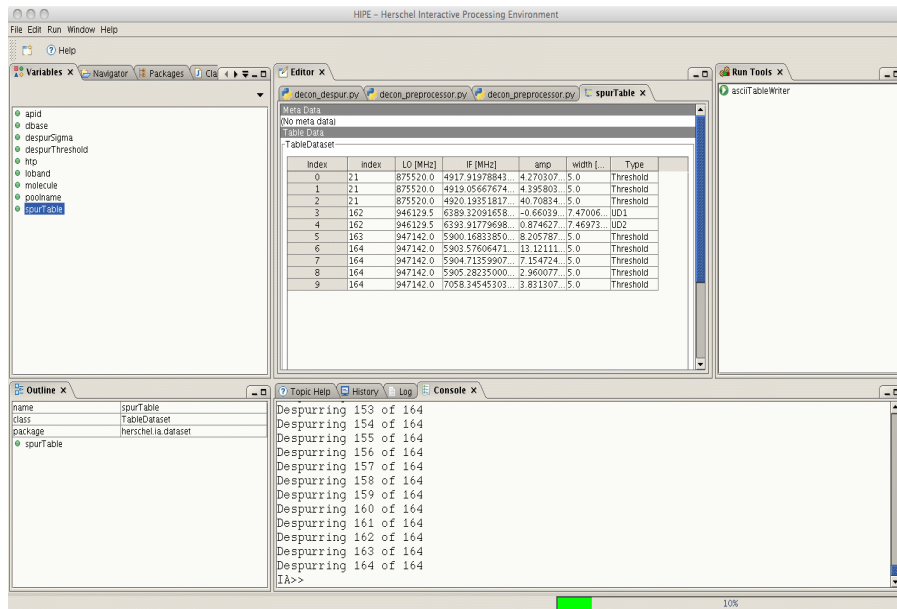 HIPE – Herschel Interactive Processing Environment
File Edit Run Window Help
Help
Variables × Navigator Packages Cla
apid
dbase
despurSigma
despurThreshold
htp
loband
molecule
poolname
spurTable
Editor ×
decon_despur.py decon_preprocessor.py decon_preprocessor.py spurTable ×
Meta Data
(No meta data)
Table Data
TableDataset
Index index LO [MHz] IF [MHz] amp width [... Type
0 21 875520.0 4917.91978843... 4.270307... 5.0 Threshold
1 21 875520.0 4919.05667674... 4.395803... 5.0 Threshold
2 21 875520.0 4920.19351817... 40.70834... 5.0 Threshold
3 162 946129.5 6389.32091658... -0.66039... 7.47006... UD1
4 162 946129.5 6393.91779698... 0.874627... 7.46973... UD2
5 163 947142.0 5900.16833850... 8.205787... 5.0 Threshold
6 164 947142.0 5903.57606471... 13.12111... 5.0 Threshold
7 164 947142.0 5904.71359907... 7.154724... 5.0 Threshold
8 164 947142.0 5905.28235000... 2.960077... 5.0 Threshold
9 164 947142.0 7058.34545303... 3.831307... 5.0 Threshold
Run Tools ×
asciiTableWriter
Outline ×
name spurTable
class TableDataset
package herschel.ia.dataset
spurTable
Topic Help History Log Console ×
Despurring 153 of 164
Despurring 154 of 164
Despurring 155 of 164
Despurring 156 of 164
Despurring 157 of 164
Despurring 158 of 164
Despurring 159 of 164
Despurring 160 of 164
Despurring 161 of 164
Despurring 162 of 164
Despurring 163 of 164
Despurring 164 of 164
IA>>
10%